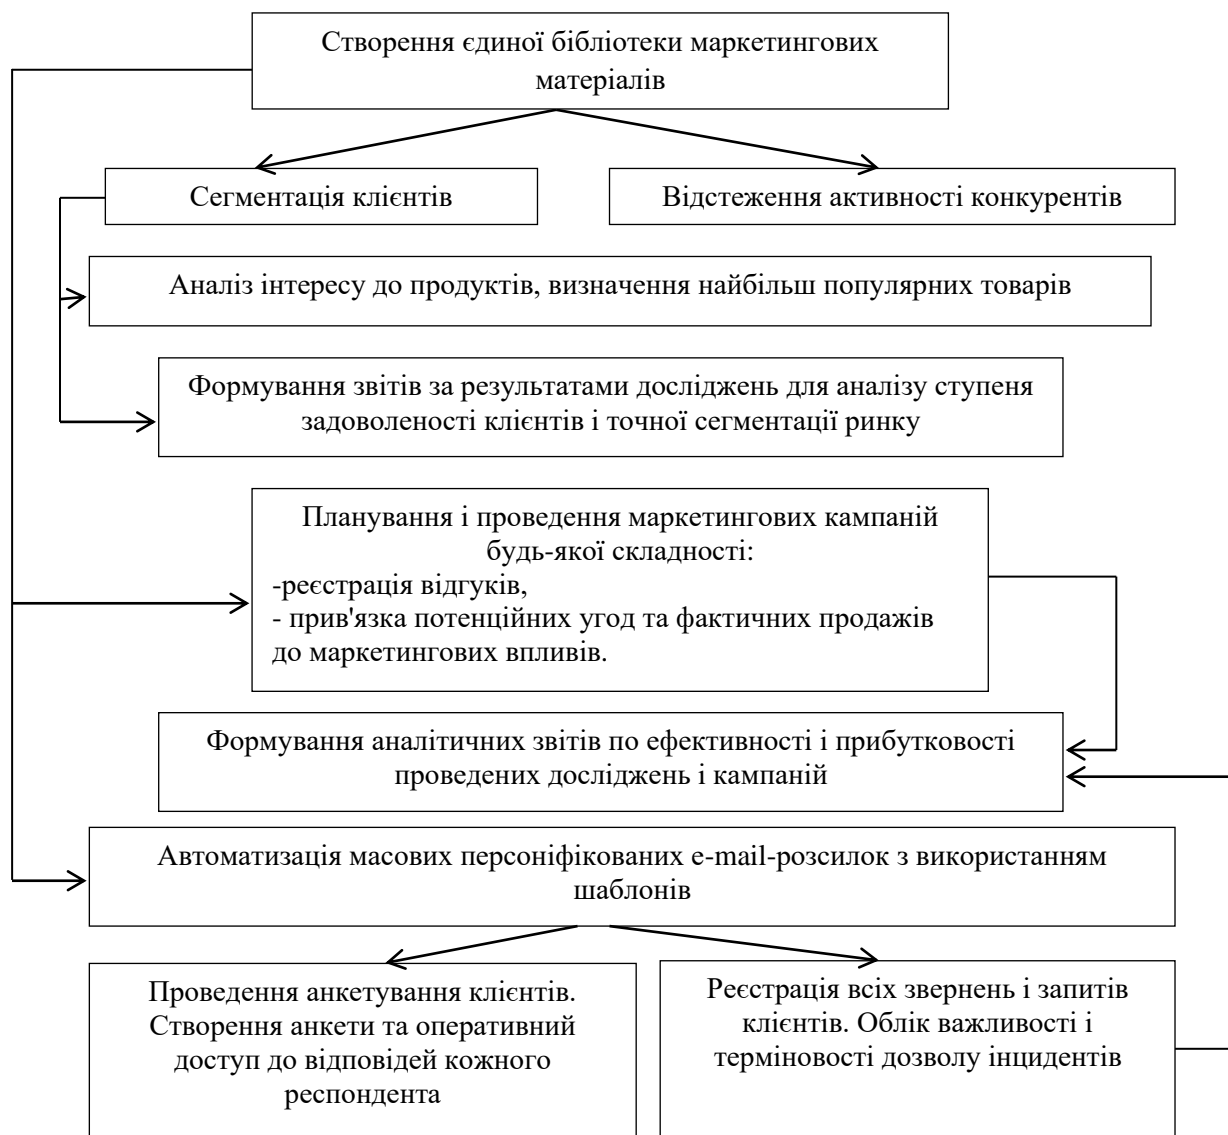 Створення єдиної бібліотеки маркетингових
матеріалів
Сегментація клієнтів
Відстеження активності конкурентів
Аналіз інтересу до продуктів, визначення найбільш популярних товарів
Формування звітів за результатами досліджень для аналізу ступеня
задоволеності клієнтів і точної сегментації ринку
Планування і проведення маркетингових кампаній
будь-якої складності:
-реєстрація відгуків,
- прив'язка потенційних угод та фактичних продажів
до маркетингових впливів.
Формування аналітичних звітів по ефективності і прибутковості
проведених досліджень і кампаній
Автоматизація масових персоніфікованих e-mail-розсилок з використанням
шаблонів
Проведення анкетування клієнтів.
Створення анкети та оперативний
доступ до відповідей кожного
респондента
Реєстрація всіх звернень і запитів
клієнтів. Облік важливості і
терміновості дозволу інцидентів